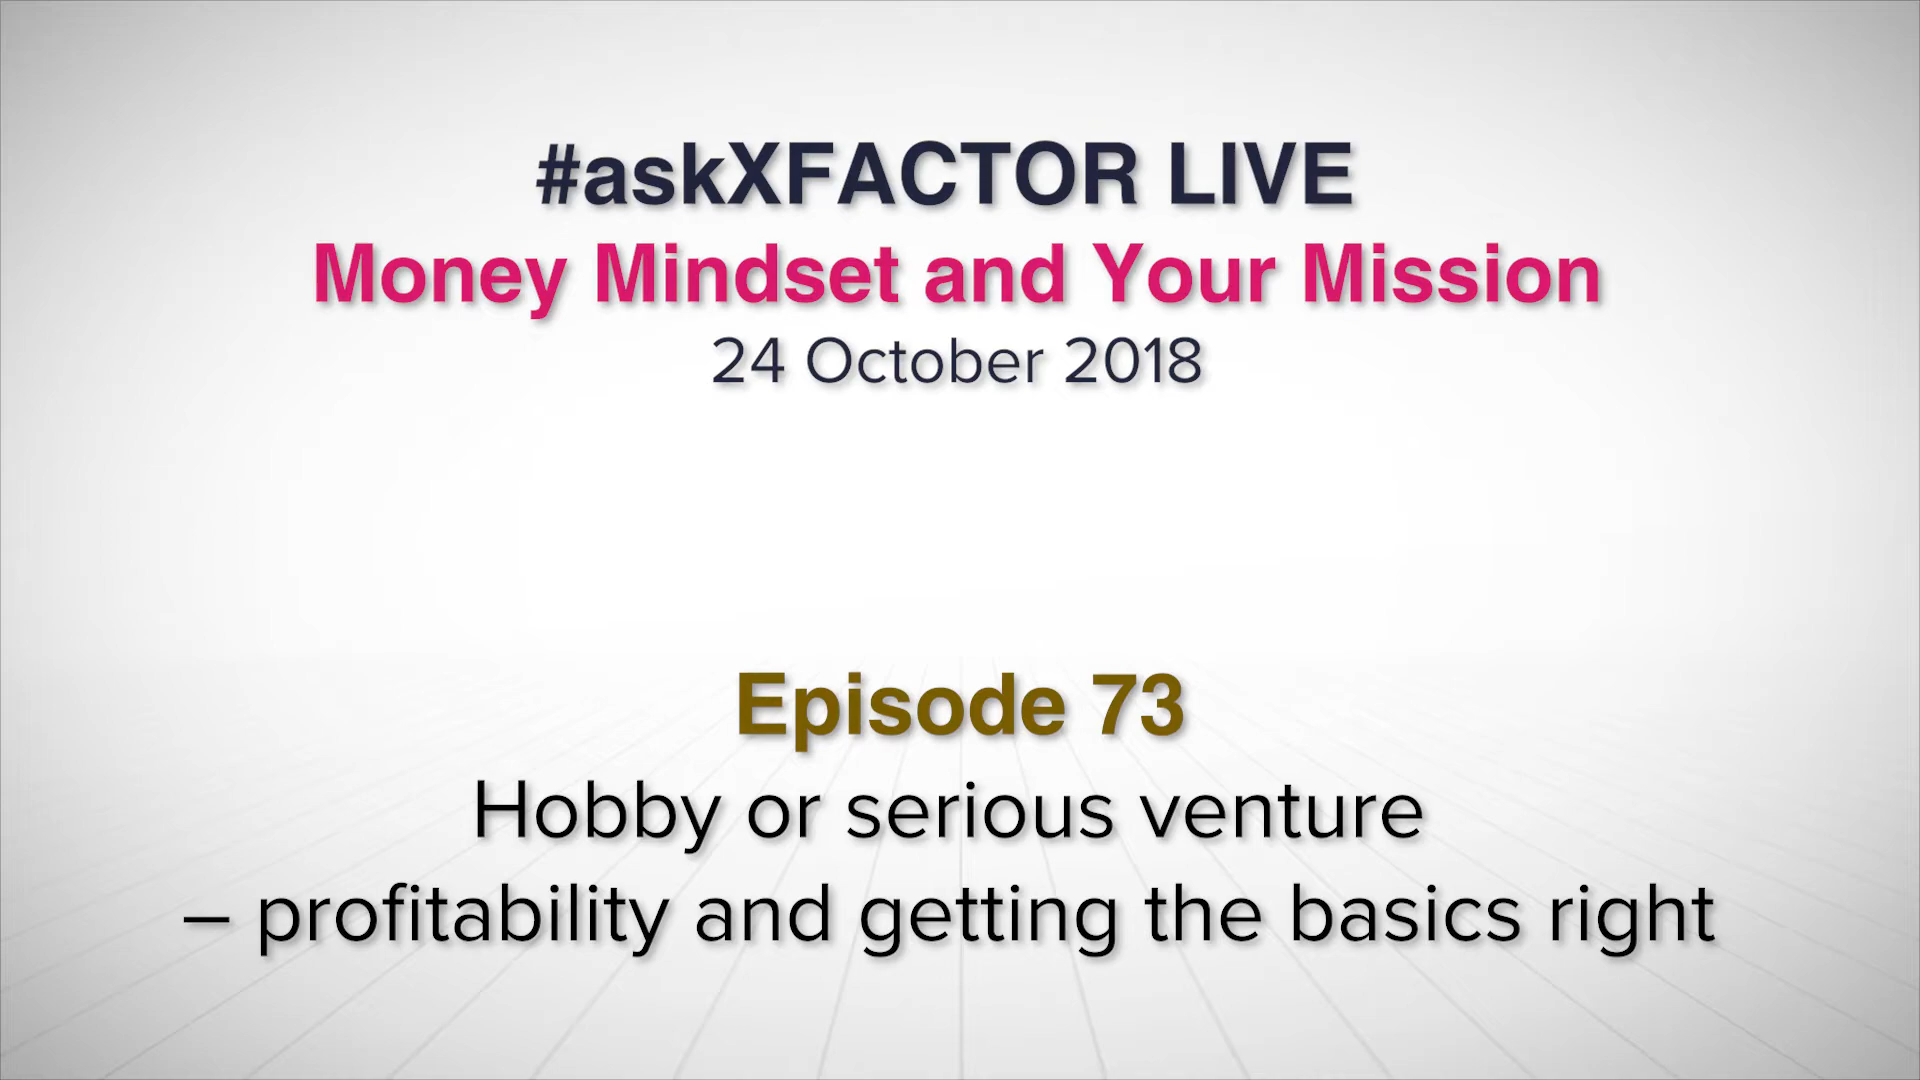 #askXFACTOR LIVE
Money Mindset and Your Mission
24 October 2018
Episode 73
Hobby or serious venture
– profitability and getting the basics right